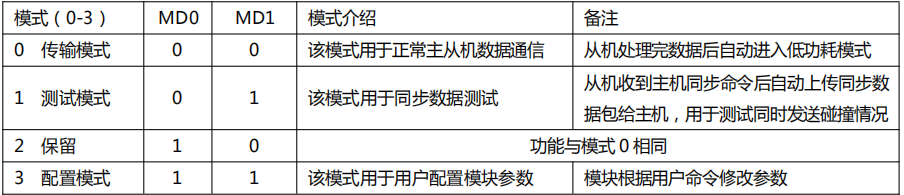 模式（0-3） MD0 MD1 模式介绍 备注
0 传输模式 0 0 该模式用于正常主从机数据通信 从机处理完数据后自动进入低功耗模式
1 测试模式 0 1 该模式用于同步数据测试 从机收到主机同步命令后自动上传同步数
据包给主机，用于测试同时发送碰撞情况
2 保留 1 0 功能与模式 0 相同
3 配置模式 1 1 该模式用于用户配置模块参数 模块根据用户命令修改参数